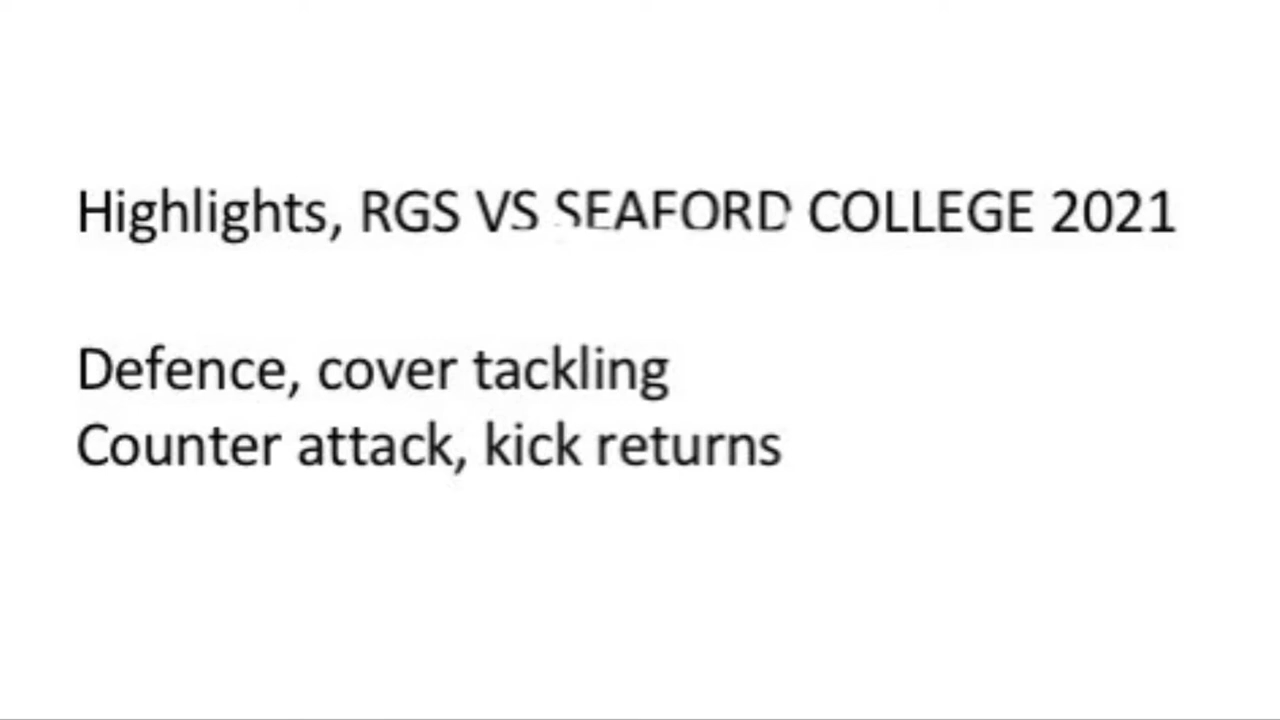 Highlights, RGS VS SEAFORD COLLEGE 2021
Defence, cover tackling
Counter attack, kick returns